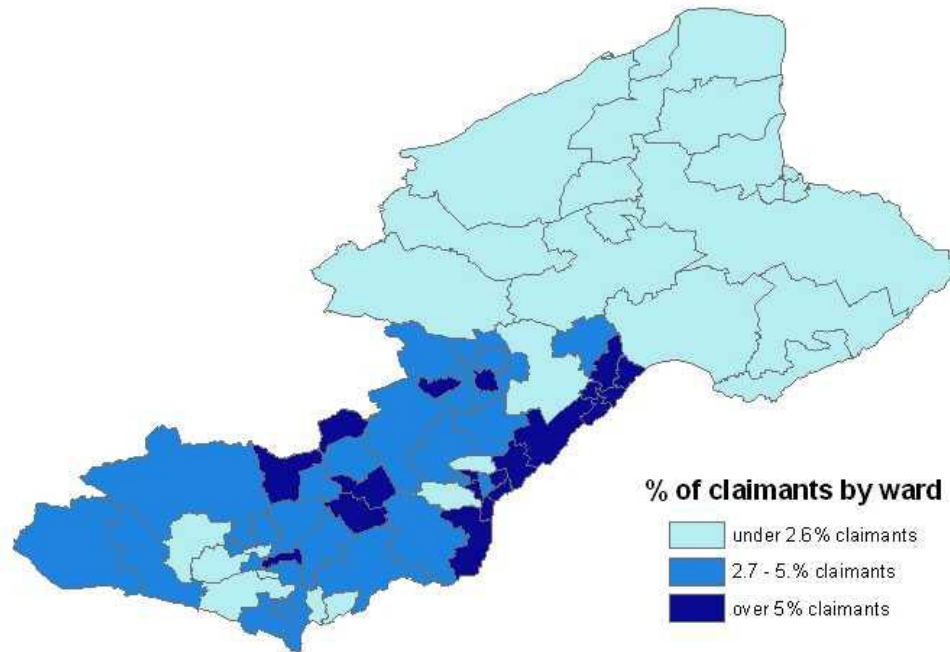 % of claimants by ward
under 2.6% claimants
2.7 - 5.% claimants
over 5% claimants